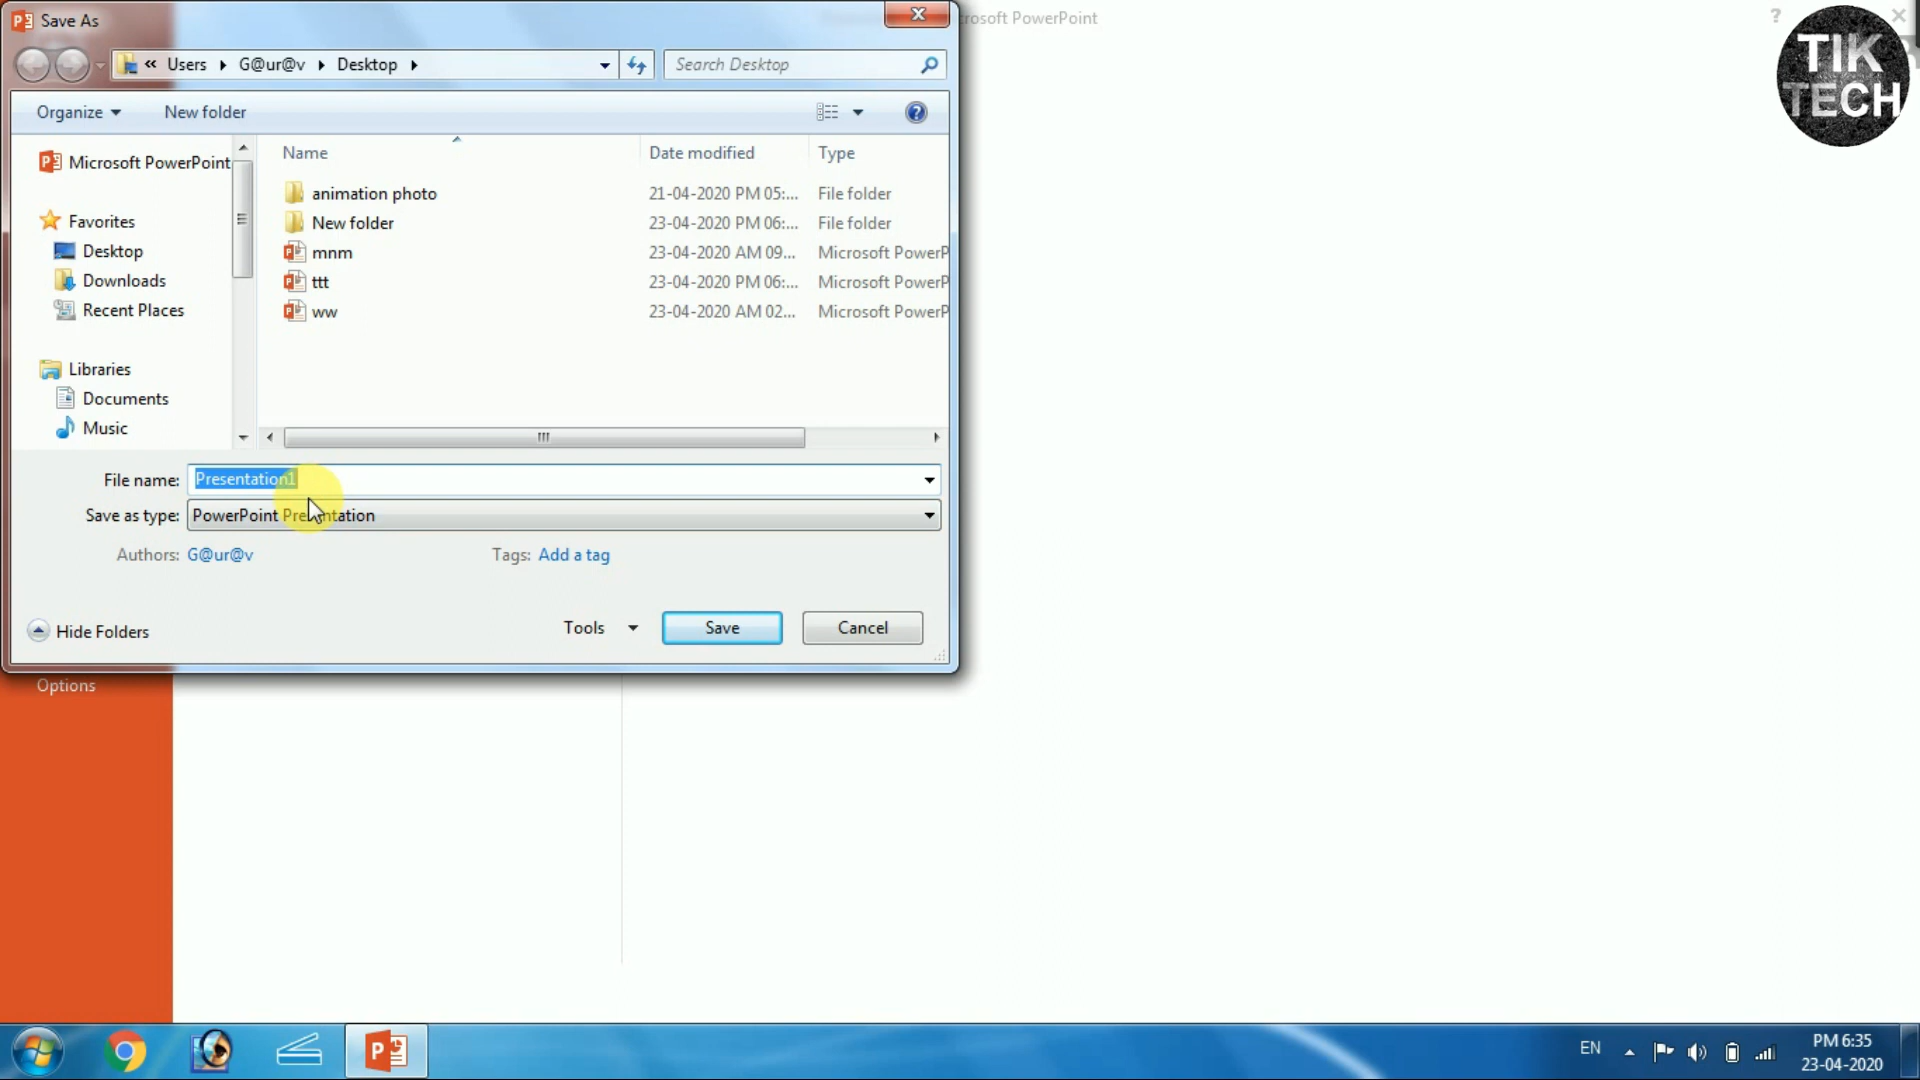 Save As
crosoft PowerPoint
?
TIK
TECH
« Users Desktop
G@ur@v
Search Desktop
Organize
New folder
Name
Date modified
Type
Microsoft PowerPoint
animation photo 21-04-2020 PM 05:... File folder
New folder 23-04-2020 PM 06:... File folder
mnm 23-04-2020 AM 09... Microsoft PowerP
ttt 23-04-2020 PM 06:... Microsoft PowerP
ww 23-04-2020 AM 02... Microsoft PowerP
Favorites
Desktop
Downloads
Recent Places
Libraries
Documents
Music
File name: Presentation1
Save as type: PowerPoint Presentation
Authors: G@ur@v
Tags: Add a tag
Hide Folders
Tools
Save
Cancel
Options
EN
PM 6:35
23-04-2020